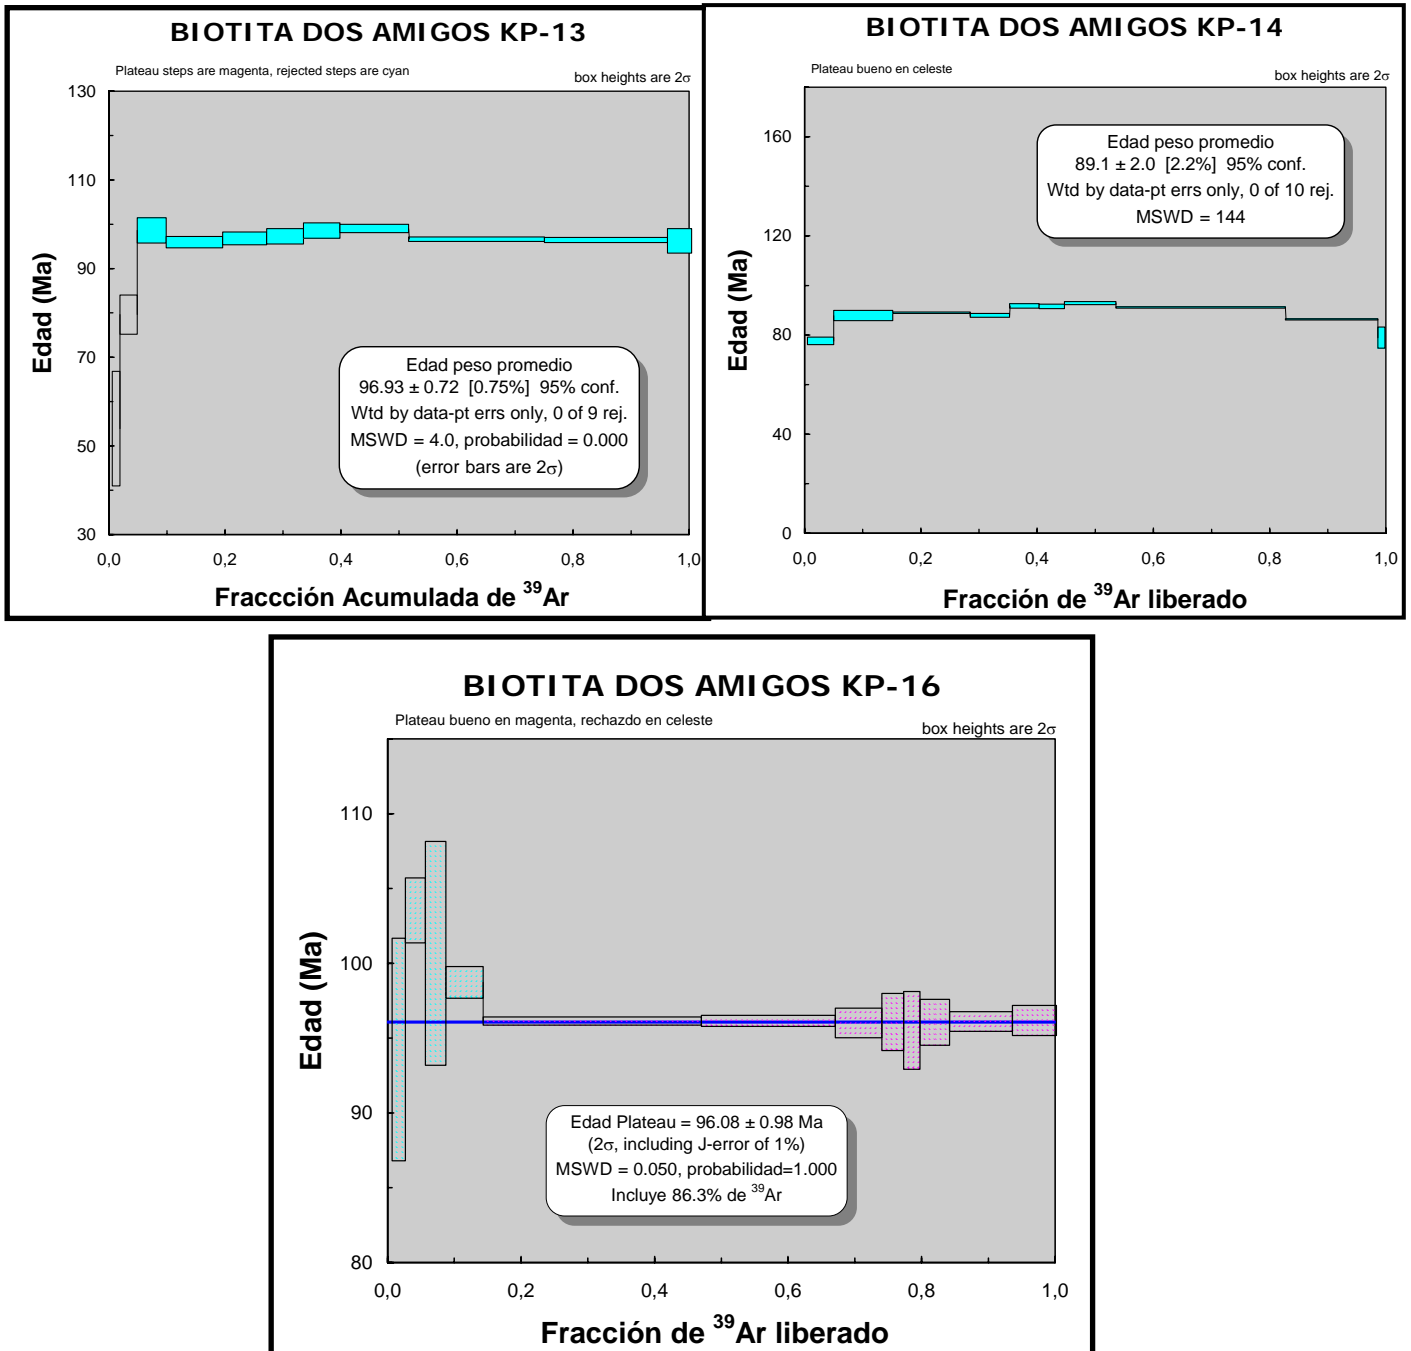 BIOTITA DOS AMIGOS KP-13
Plateau steps are magenta, rejected steps are cyan
box heights are 2σ
130
110
90
70
50
30
Edad (Ma)
Edad peso promedio
96.93 ± 0.72 [0.75%] 95% conf.
Wtd by data-pt errs only, 0 of 9 rej.
MSWD = 4.0, probabilidad = 0.000
(error bars are 2σ)
0,0 0,2 0,4 0,6 0,8 1,0
Fraccción Acumulada de ³⁹Ar
BIOTITA DOS AMIGOS KP-14
Plateau bueno en celeste
box heights are 2σ
160
120
80
40
0
Edad (Ma)
Edad peso promedio
89.1 ± 2.0 [2.2%] 95% conf.
Wtd by data-pt errs only, 0 of 10 rej.
MSWD = 144
0,0 0,2 0,4 0,6 0,8 1,0
Fracción de ³⁹Ar liberado
BIOTITA DOS AMIGOS KP-16
Plateau bueno en magenta, rechazdo en celeste
box heights are 2σ
110
100
90
80
Edad (Ma)
Edad Plateau = 96.08 ± 0.98 Ma
(2σ, including J-error of 1%)
MSWD = 0.050, probabilidad=1.000
Incluye 86.3% de ³⁹Ar
0,0 0,2 0,4 0,6 0,8 1,0
Fracción de ³⁹Ar liberado